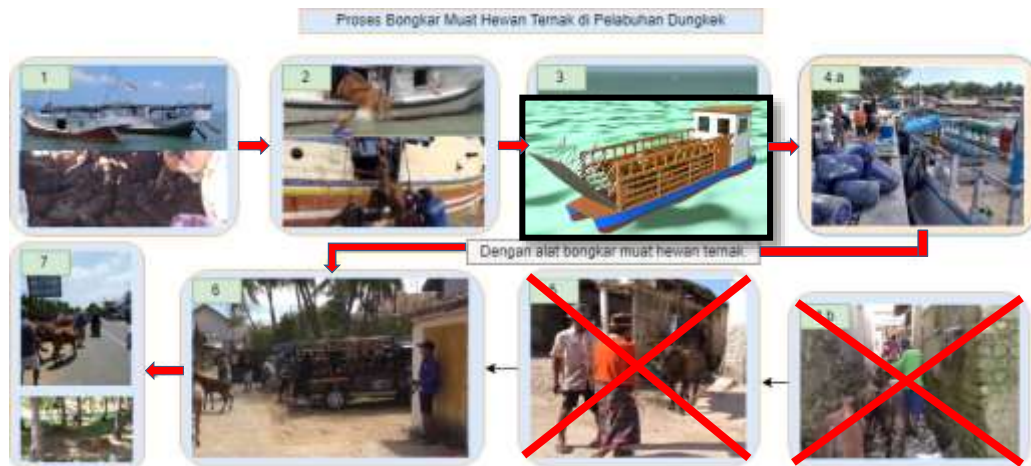 Proses Bongkar Muat Hewan Ternak di Pelabuhan Dungkek
1
2
3
4.a
Dengan alat bongkar muat hewan ternak
7
6
5